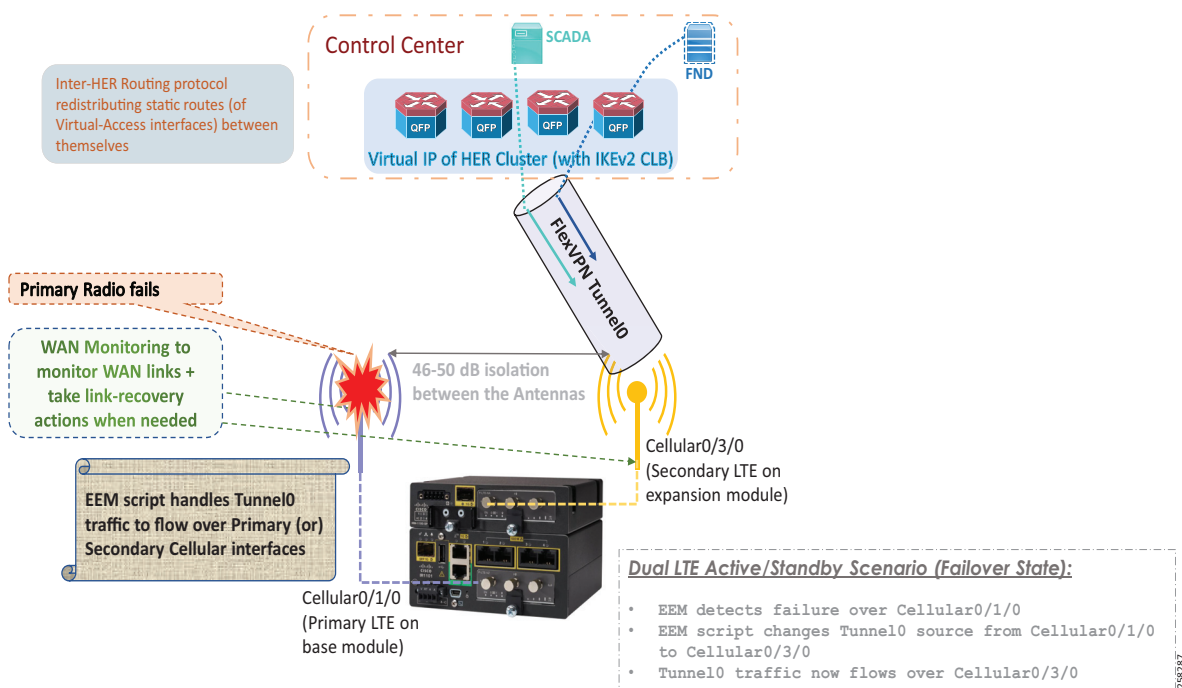 Control Center
SCADA
FND
Inter-HER Routing protocol
redistributing static routes (of
Virtual-Access interfaces) between
themselves
QFP
QFP
QFP
QFP
Virtual IP of HER Cluster (with IKEv2 CLB)
FlexVPN Tunnel0
Primary Radio fails
WAN Monitoring to
monitor WAN links +
take link-recovery
actions when needed
46-50 dB isolation
between the Antennas
Cellular0/3/0
(Secondary LTE on
expansion module)
EEM script handles Tunnel0
traffic to flow over Primary (or)
Secondary Cellular interfaces
Cellular0/1/0
(Primary LTE on
base module)
Dual LTE Active/Standby Scenario (Failover State):
• EEM detects failure over Cellular0/1/0
• EEM script changes Tunnel0 source from Cellular0/1/0
to Cellular0/3/0
• Tunnel0 traffic now flows over Cellular0/3/0
258287